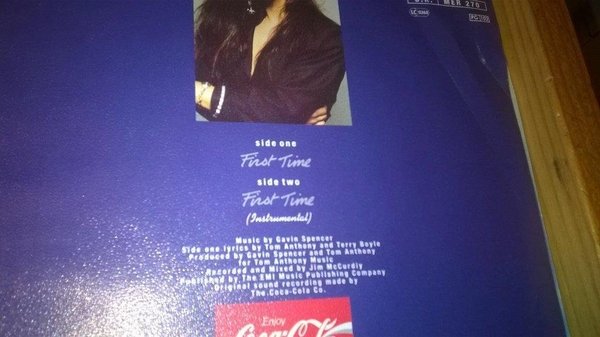 MER 270
side one
First Time
side two
First Time
(Instrumental)
Music by Gavin Spencer
Side one lyrics by Tom Anthony and Terry Boyle
Produced by Gavin Spencer and Tom Anthony
for Tom Anthony Music
Recorded and Mixed by Jim McCurdiy
Published by The EMI Music Publishing Company
Original sound recording made by
The Coca-Cola Co.
Enjoy
Coca-Col